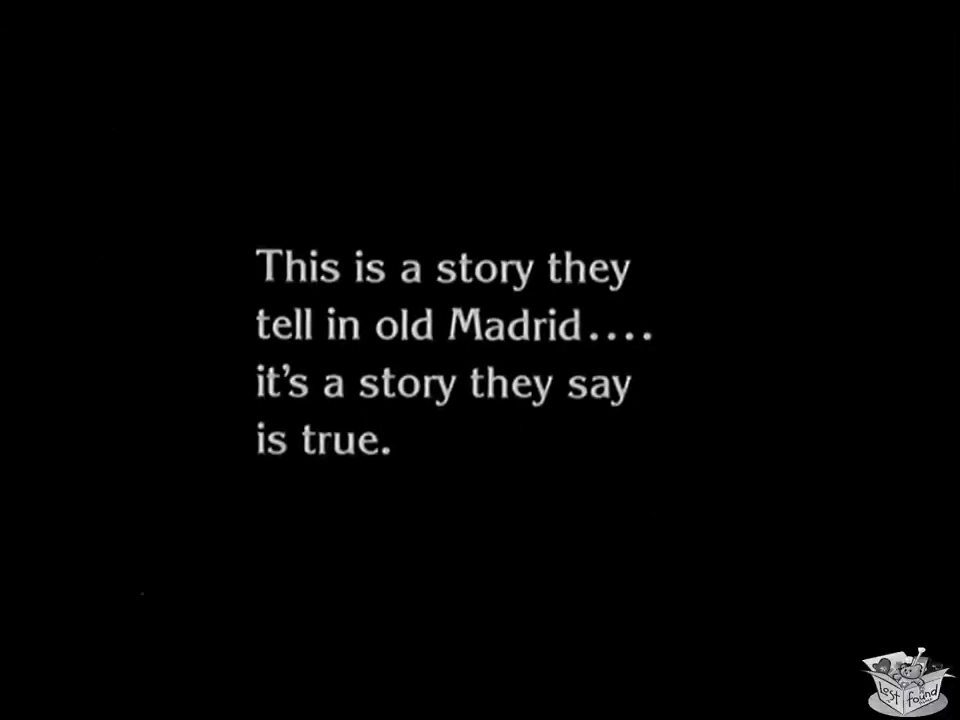 This is a story they
tell in old Madrid....
it's a story they say
is true.
Lost
found